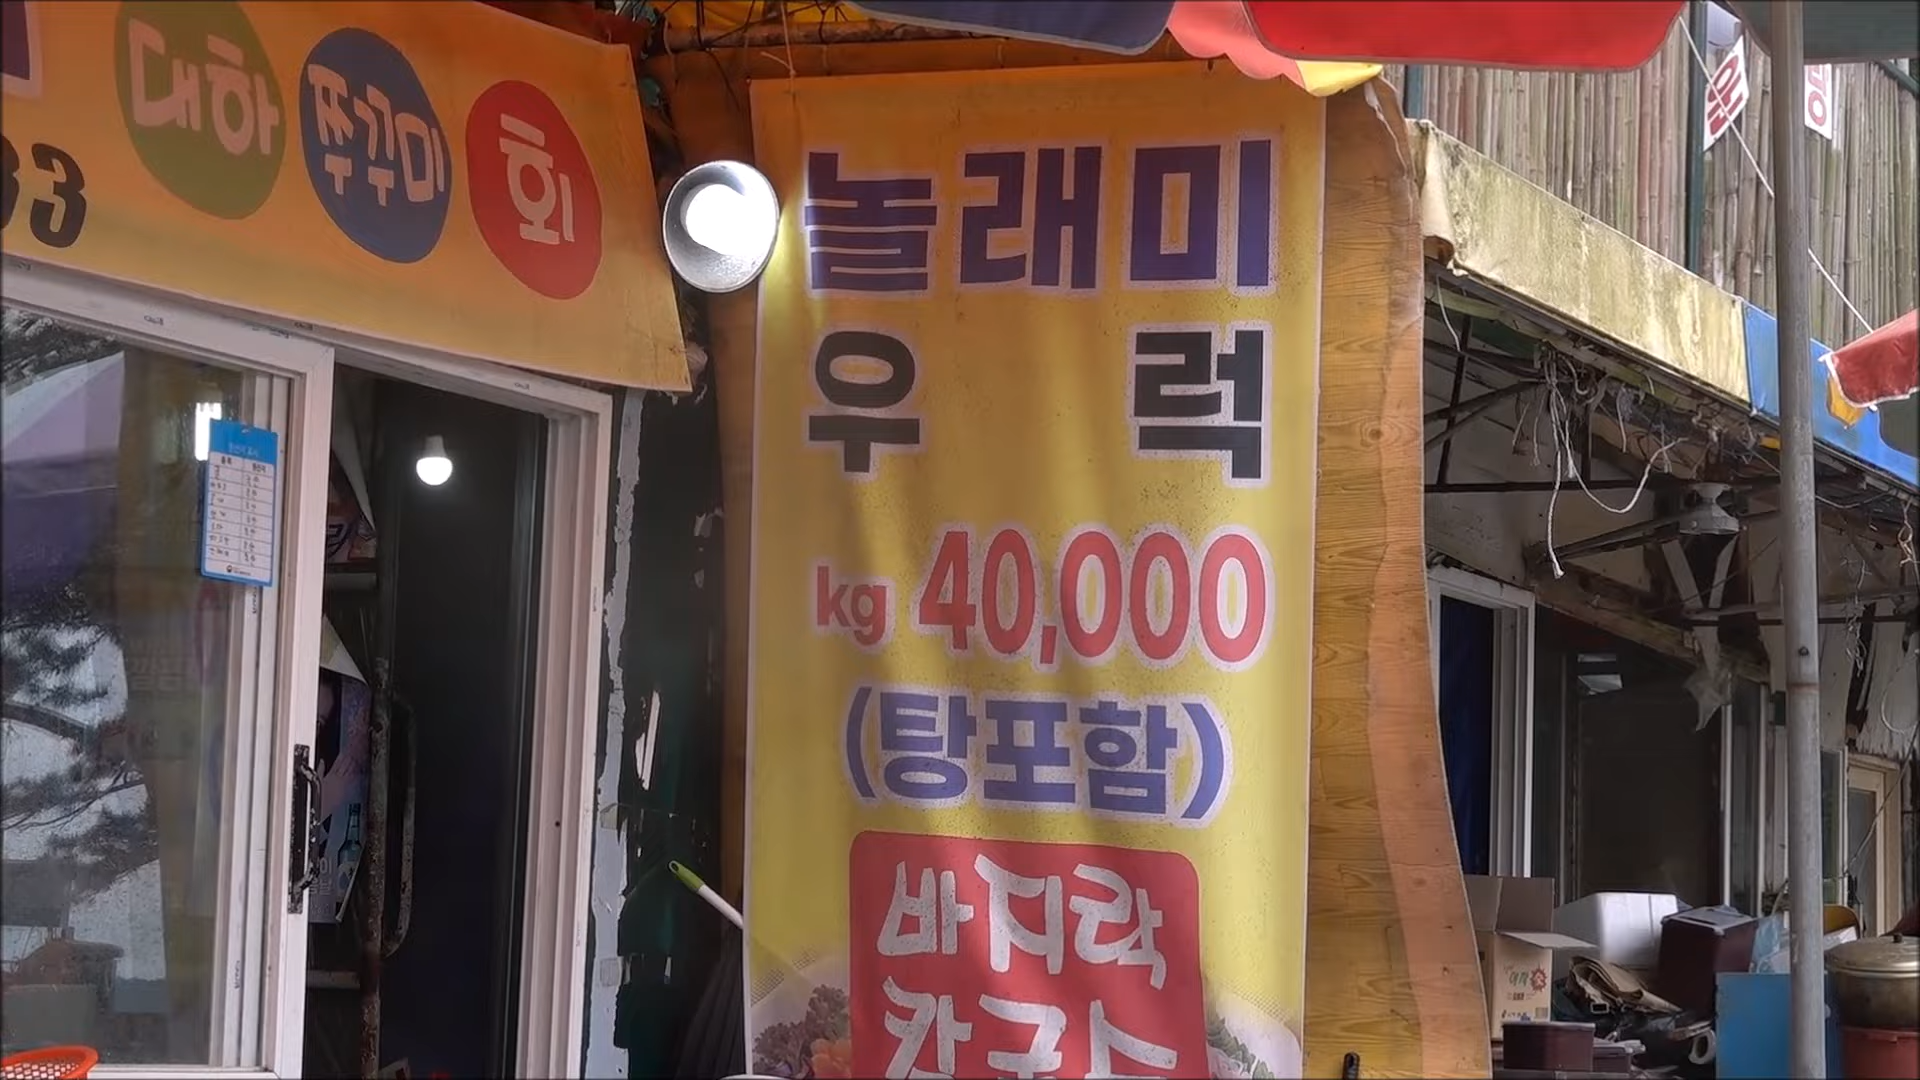 33
대하
쭈꾸미
회
놀래미
우럭
kg 40,000
(탕포함)
바지락
칼국수